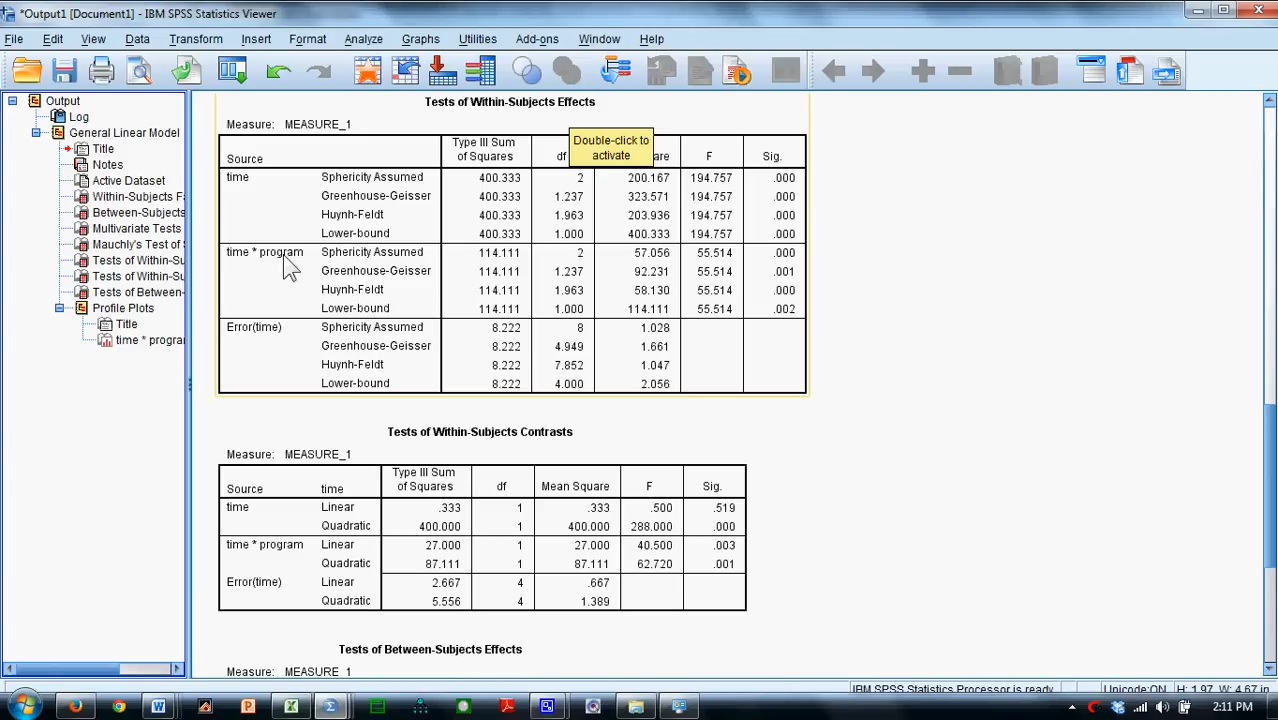 *Output1 [Document1] - IBM SPSS Statistics Viewer
File Edit View Data Transform Insert Format Analyze Graphs Utilities Add-ons Window Help
Output
Log
General Linear Model
Title
Notes
Active Dataset
Within-Subjects Fa
Between-Subjects
Multivariate Tests
Mauchly's Test of S
Tests of Within-Su
Tests of Within-Su
Tests of Between-
Profile Plots
Title
time * progra
Tests of Within-Subjects Effects
Measure: MEASURE_1
Source Type III Sum of Squares df are F Sig.
Double-click to
activate
time Sphericity Assumed 400.333 2 200.167 194.757 .000
Greenhouse-Geisser 400.333 1.237 323.571 194.757 .000
Huynh-Feldt 400.333 1.963 203.936 194.757 .000
Lower-bound 400.333 1.000 400.333 194.757 .000
time * program Sphericity Assumed 114.111 2 57.056 55.514 .000
Greenhouse-Geisser 114.111 1.237 92.231 55.514 .001
Huynh-Feldt 114.111 1.963 58.130 55.514 .000
Lower-bound 114.111 1.000 114.111 55.514 .002
Error(time) Sphericity Assumed 8.222 8 1.028
Greenhouse-Geisser 8.222 4.949 1.661
Huynh-Feldt 8.222 7.852 1.047
Lower-bound 8.222 4.000 2.056
Tests of Within-Subjects Contrasts
Measure: MEASURE_1
Source time Type III Sum of Squares df Mean Square F Sig.
time Linear .333 1 .333 .500 .519
Quadratic 400.000 1 400.000 288.000 .000
time * program Linear 27.000 1 27.000 40.500 .003
Quadratic 87.111 1 87.111 62.720 .001
Error(time) Linear 2.667 4 .667
Quadratic 5.556 4 1.389
Tests of Between-Subjects Effects
Measure: MEASURE_1
IBM SPSS Statistics Processor is ready Unicode:ON H: 1.97, W: 4.67 in
2:11 PM